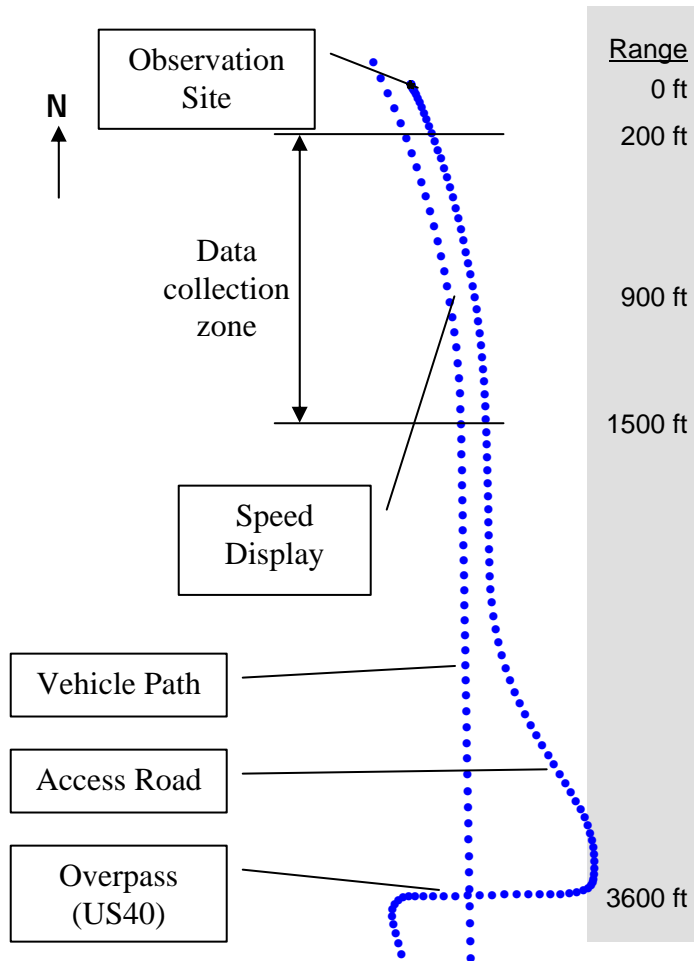 Observation
Site
N
Range
0 ft
200 ft
Data
collection
zone
900 ft
1500 ft
Speed
Display
Vehicle Path
Access Road
Overpass
(US40)
3600 ft